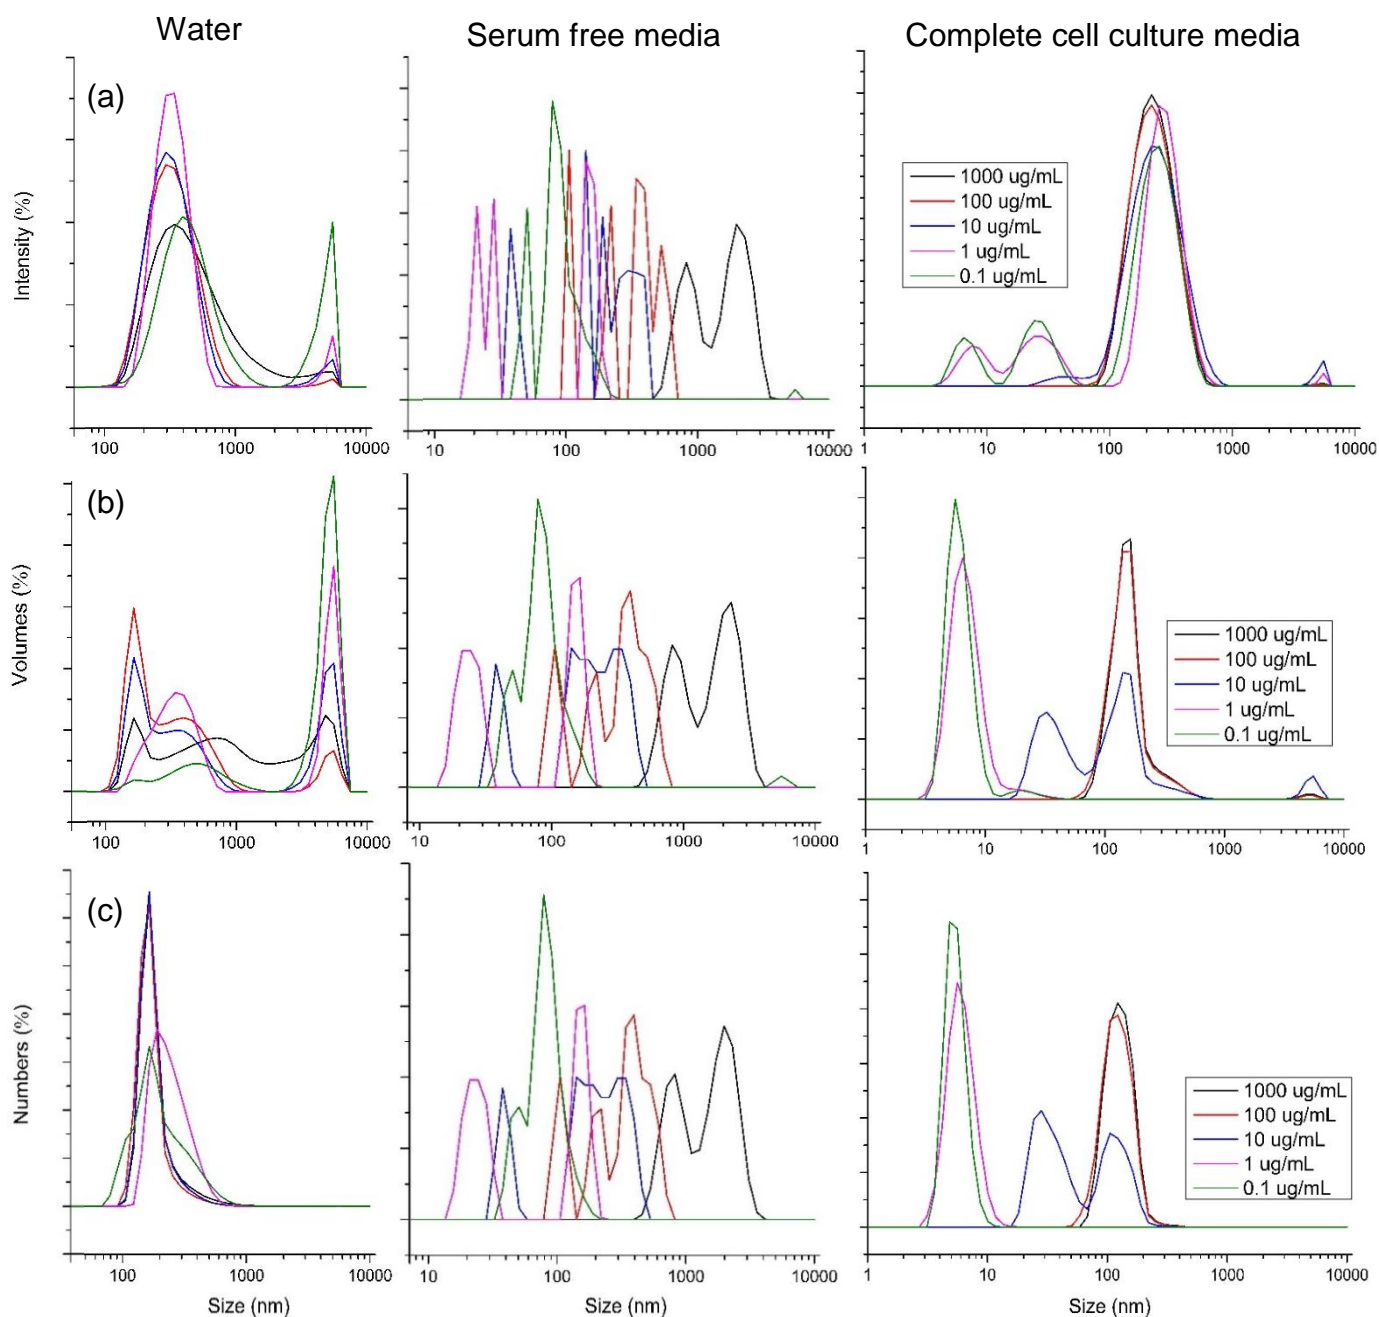 Water
Serum free media
Complete cell culture media
(a)
Intensity (%)
1000 ug/mL
100 ug/mL
10 ug/mL
1 ug/mL
0.1 ug/mL
100 1000 10000
10 100 1000 10000
1 10 100 1000 10000
(b)
Volumes (%)
1000 ug/mL
100 ug/mL
10 ug/mL
1 ug/mL
0.1 ug/mL
100 1000 10000
10 100 1000 10000
1 10 100 1000 10000
(c)
Numbers (%)
1000 ug/mL
100 ug/mL
10 ug/mL
1 ug/mL
0.1 ug/mL
100 1000 10000
10 100 1000 10000
1 10 100 1000 10000
Size (nm)
Size (nm)
Size (nm)